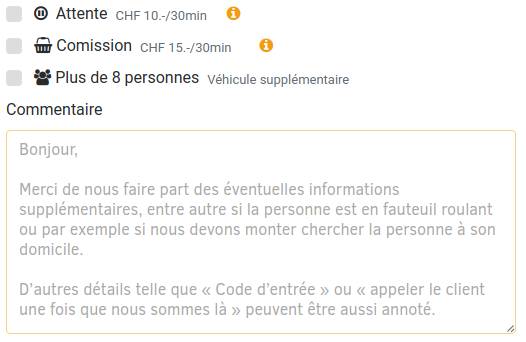 Attente CHF 10.-/30min
Comission CHF 15.-/30min
Plus de 8 personnes Véhicule supplémentaire
Commentaire
Bonjour,
Merci de nous faire part des éventuelles informations
supplémentaires, entre autre si la personne est en fauteuil roulant
ou par exemple si nous devons monter chercher la personne à son
domicile.
D'autres détails telle que « Code d'entrée » ou « appeler le client
une fois que nous sommes là » peuvent être aussi annoté.